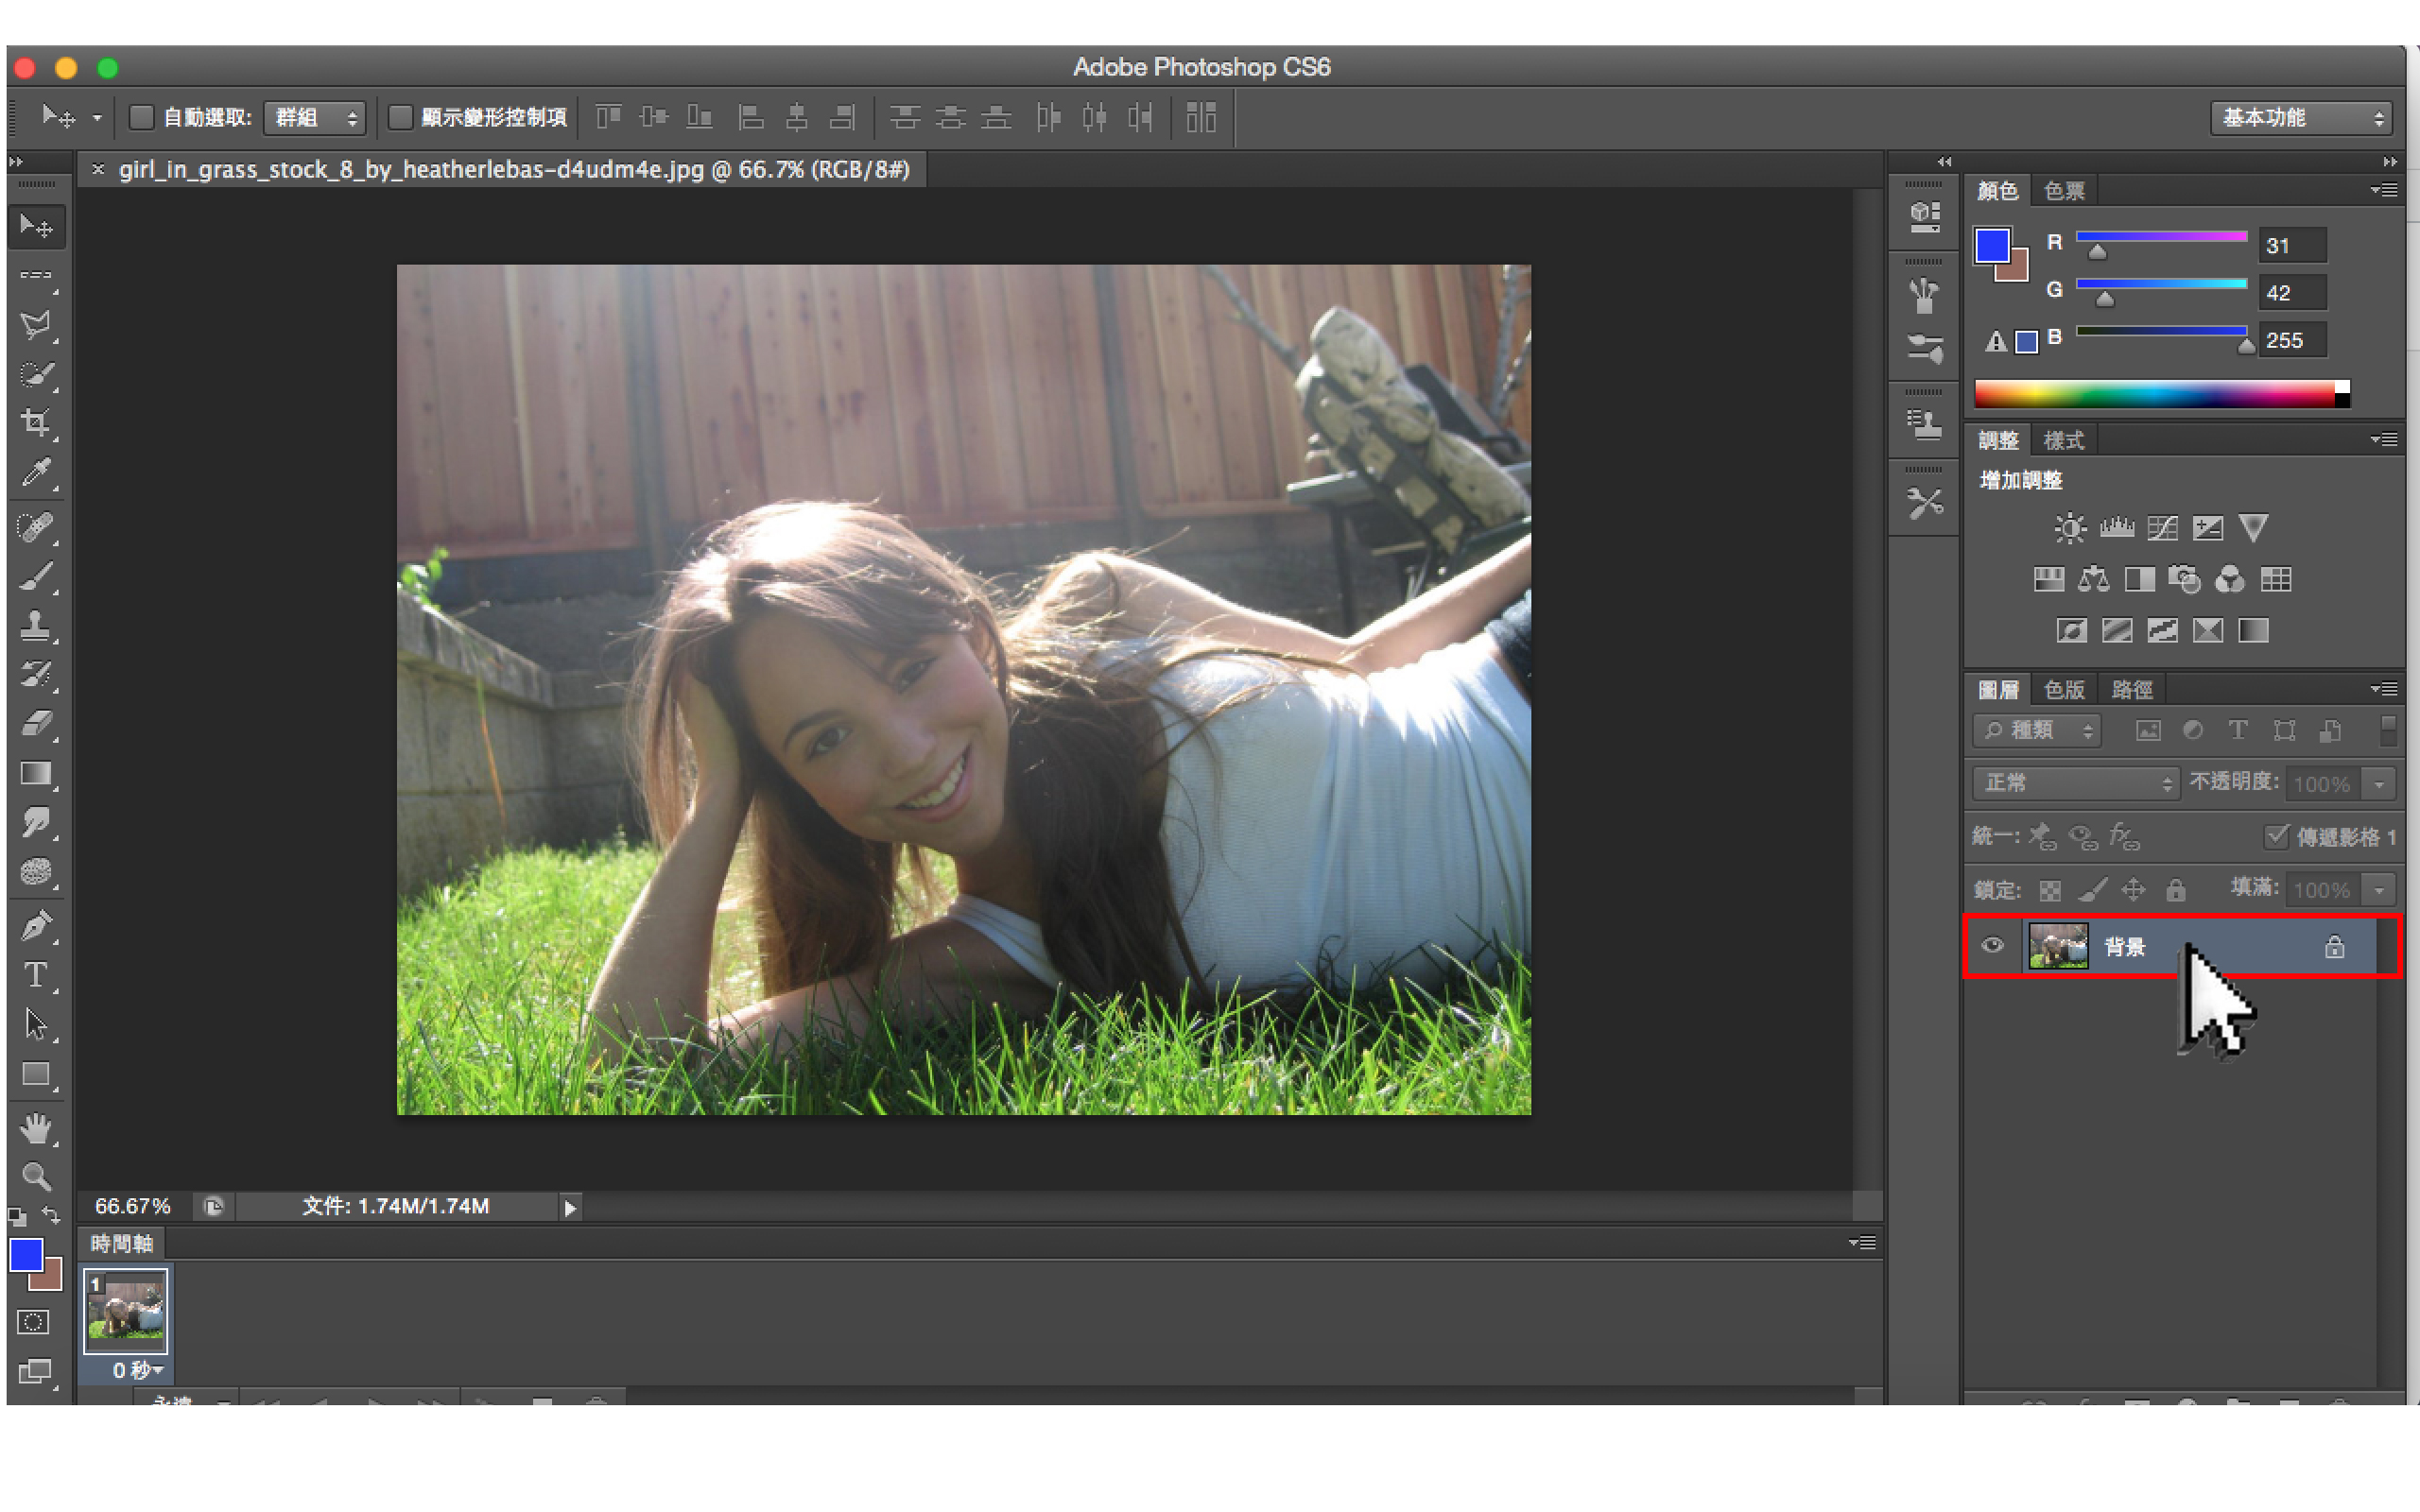 Adobe Photoshop CS6
自動選取: 群組 顯示變形控制項 基本功能
× girl_in_grass_stock_8_by_heatherlebas-d4udm4e.jpg @ 66.7% (RGB/8#)
顏色 色票
R 31
G 42
B 255
調整 樣式
增加調整
圖層 色版 路徑
種類 T
正常 不透明度: 100%
統一: fx 傳遞影格 1
鎖定: 填滿: 100%
背景
T
66.67% 文件: 1.74M/1.74M
時間軸
1
0 秒